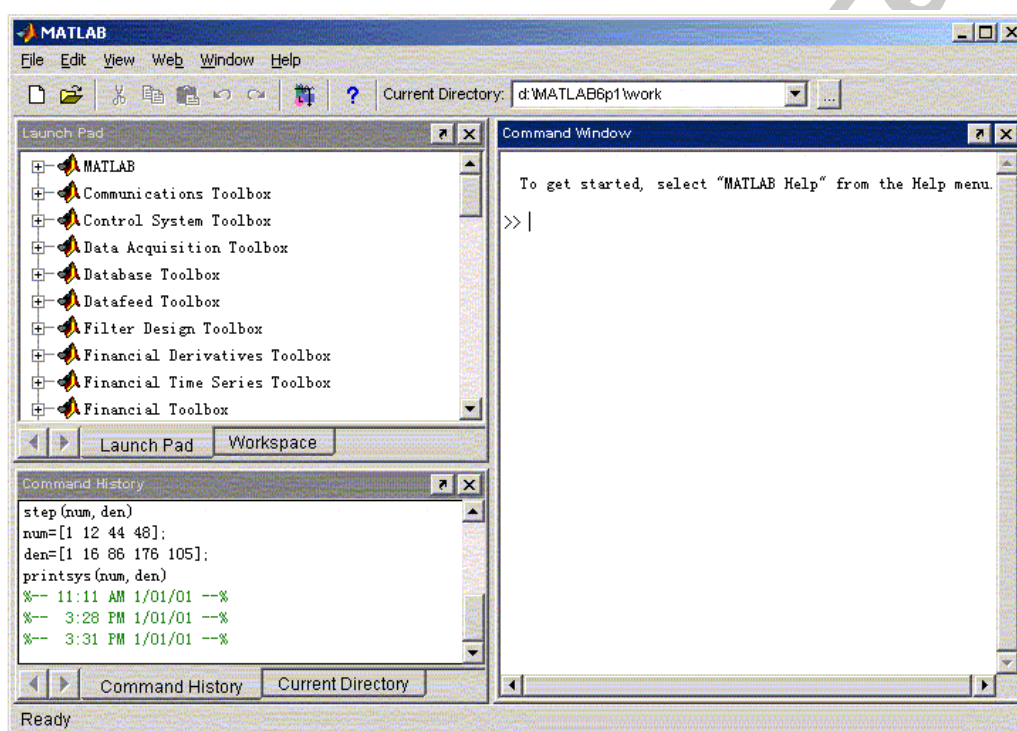 MATLAB
File Edit View Web Window Help
? Current Directory: d:\MATLAB6p1\work ...
Launch Pad
MATLAB
Communications Toolbox
Control System Toolbox
Data Acquisition Toolbox
Database Toolbox
Datafeed Toolbox
Filter Design Toolbox
Financial Derivatives Toolbox
Financial Time Series Toolbox
Financial Toolbox
Launch Pad Workspace
Command History
step(num, den)
num=[1 12 44 48];
den=[1 16 86 176 105];
printsys(num, den)
%-- 11:11 AM 1/01/01 --%
%-- 3:28 PM 1/01/01 --%
%-- 3:31 PM 1/01/01 --%
Command History Current Directory
Command Window
To get started, select "MATLAB Help" from the Help menu.
>>
Ready